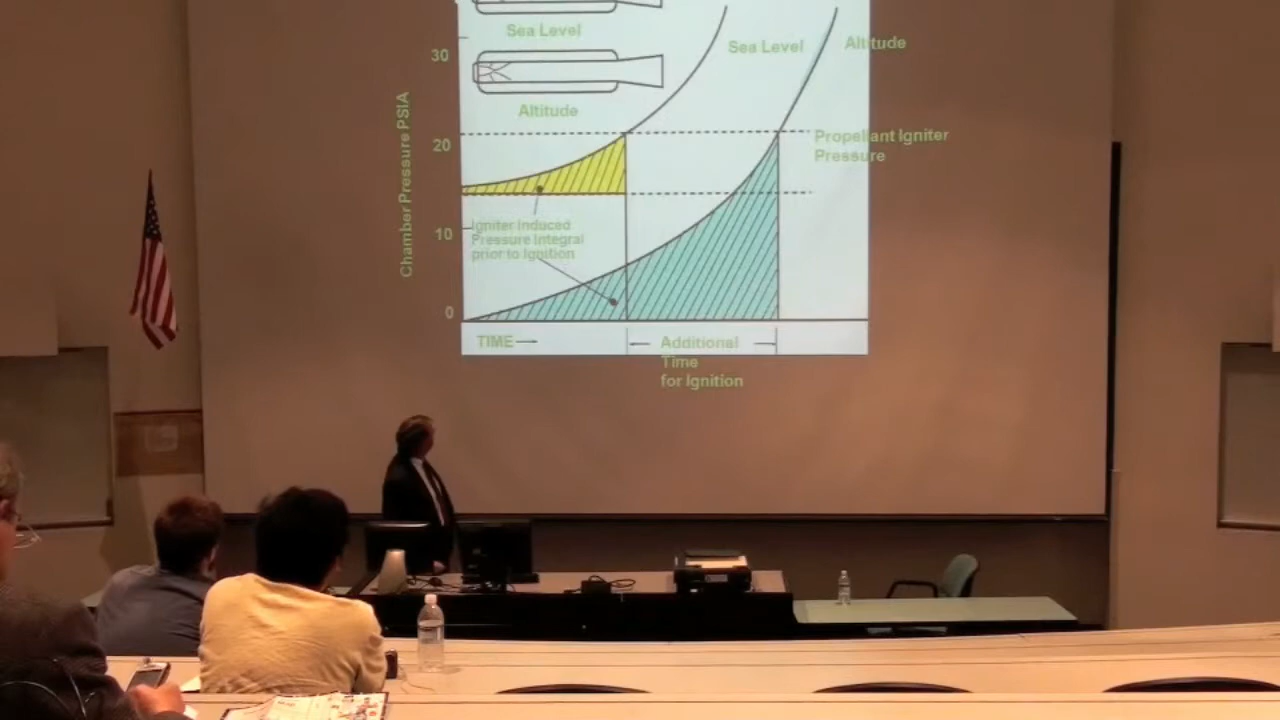 Sea Level
Altitude
Sea Level
Altitude
30
20
10
0
Chamber Pressure PSIA
Propellant Igniter
Pressure
Igniter Induced
Pressure Integral
prior to Ignition
TIME
Additional
Time
for Ignition